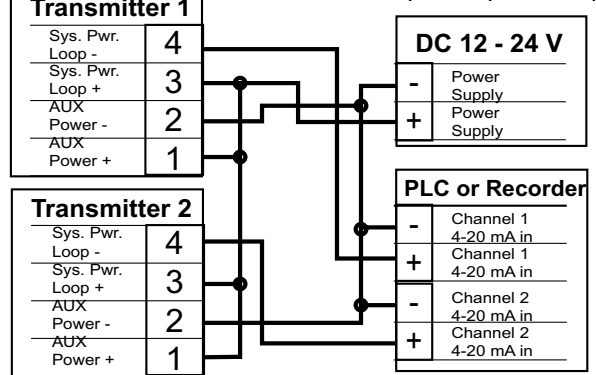 Transmitter 1
Sys. Pwr.
Loop -
4
Sys. Pwr.
Loop +
3
AUX
Power -
2
AUX
Power +
1
DC 12 - 24 V
-
Power
Supply
+
Power
Supply
Transmitter 2
Sys. Pwr.
Loop -
4
Sys. Pwr.
Loop +
3
AUX
Power -
2
AUX
Power +
1
PLC or Recorder
-
Channel 1
4-20 mA in
+
Channel 1
4-20 mA in
-
Channel 2
4-20 mA in
+
Channel 2
4-20 mA in